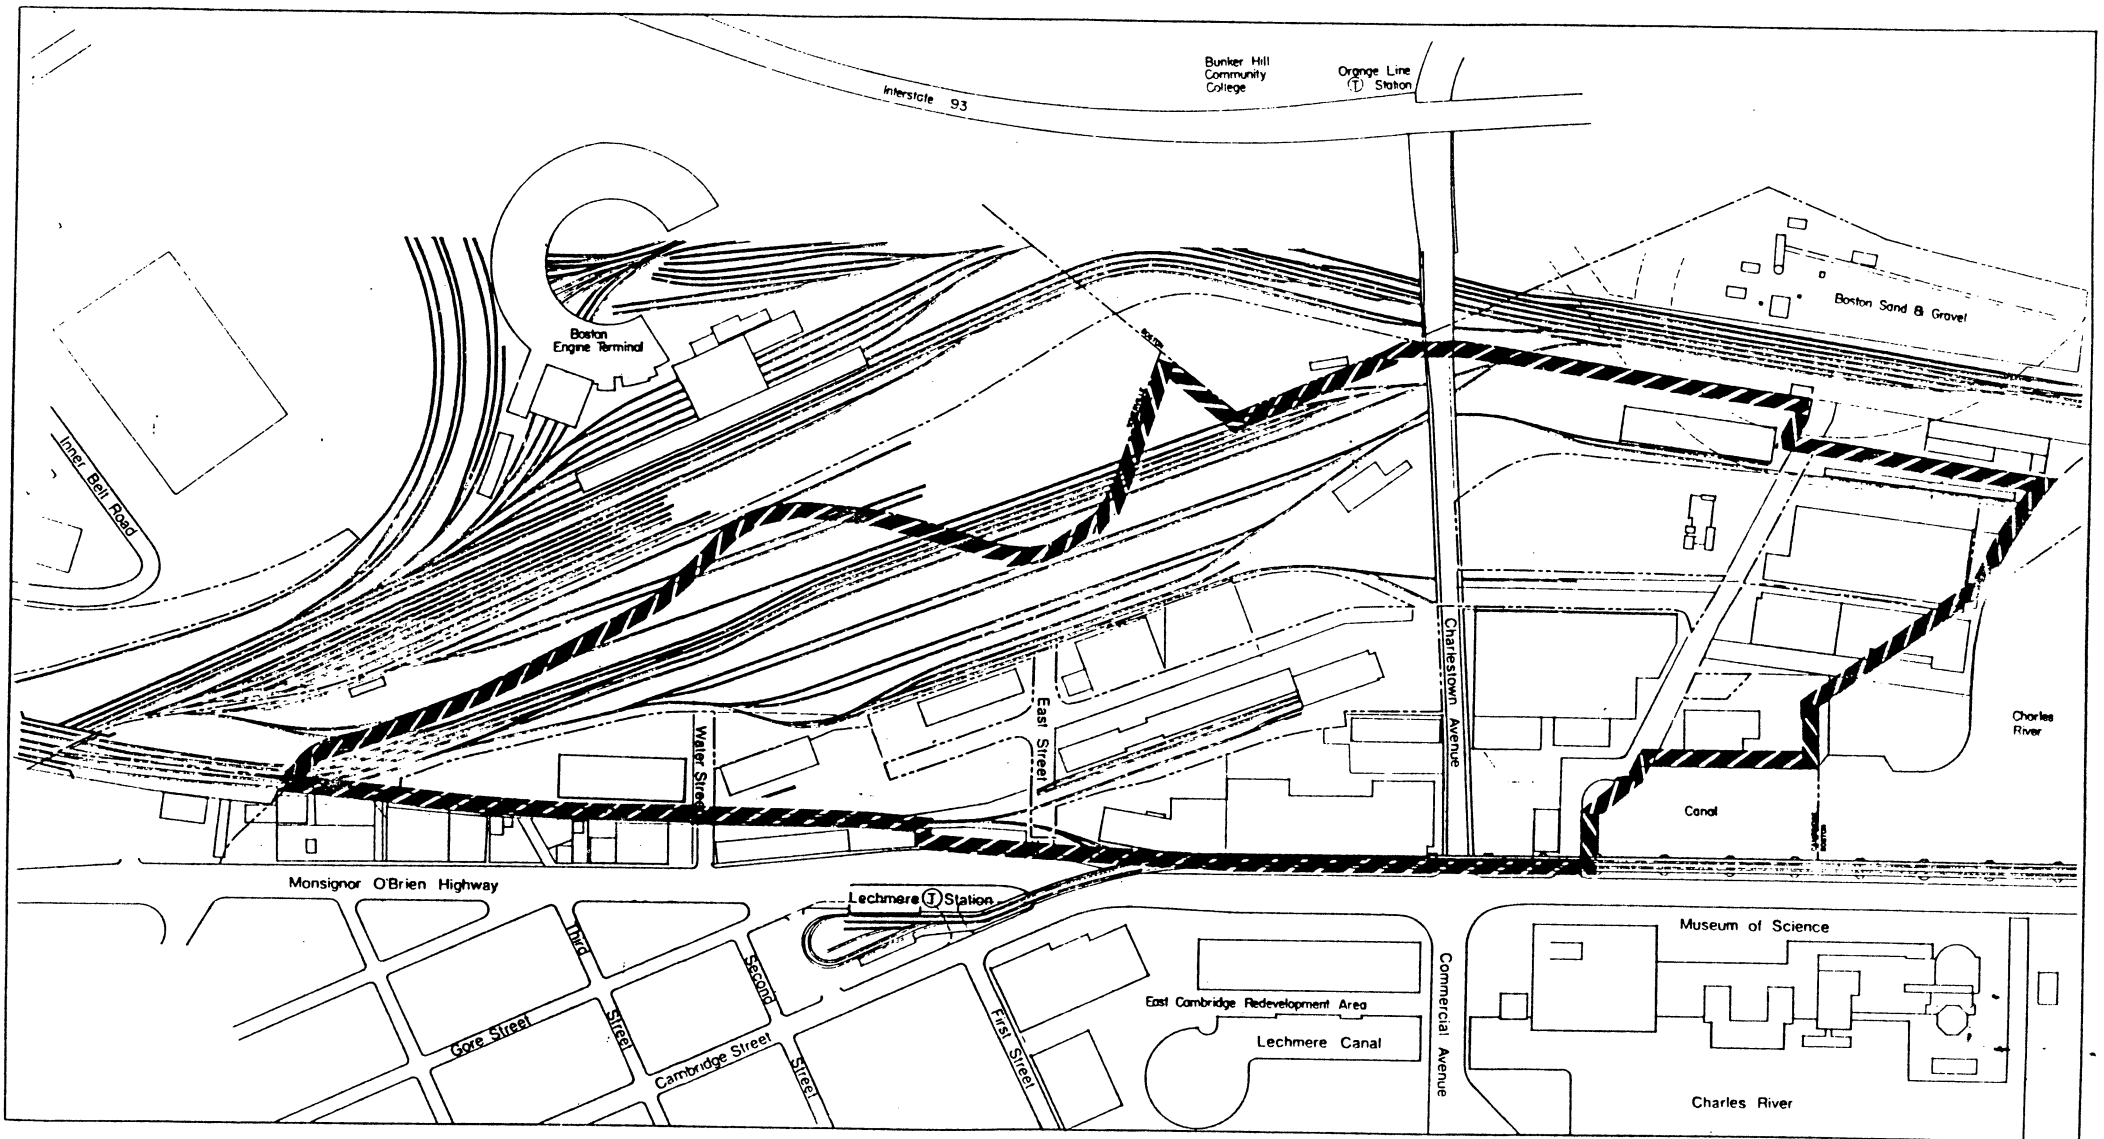 Bunker Hill
Community
College
Orange Line
Ⓣ Station
Interstate 93
Boston Sand & Gravel
Boston
Engine Terminal
BOSTON
Inner Belt Road
Charlestown Avenue
East Street
Water Street
Charles
River
Canal
BOSTON
Monsignor O'Brien Highway
Lechmere Ⓣ Station
Museum of Science
Third
Street
Second
Street
First Street
Gore Street
Cambridge Street
East Cambridge Redevelopment Area
Lechmere Canal
Commercial Avenue
Charles River